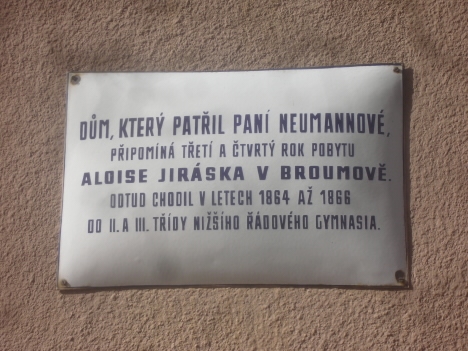 DŮM, KTERÝ PATŘIL PANÍ NEUMANNOVÉ,
PŘIPOMÍNÁ TŘETÍ A ČTVRTÝ ROK POBYTU
ALOISE JIRÁSKA V BROUMOVĚ.
ODTUD CHODIL V LETECH 1864 AŽ 1866
DO II. A III. TŘÍDY NIŽŠÍHO ŘÁDOVÉHO GYMNASIA.